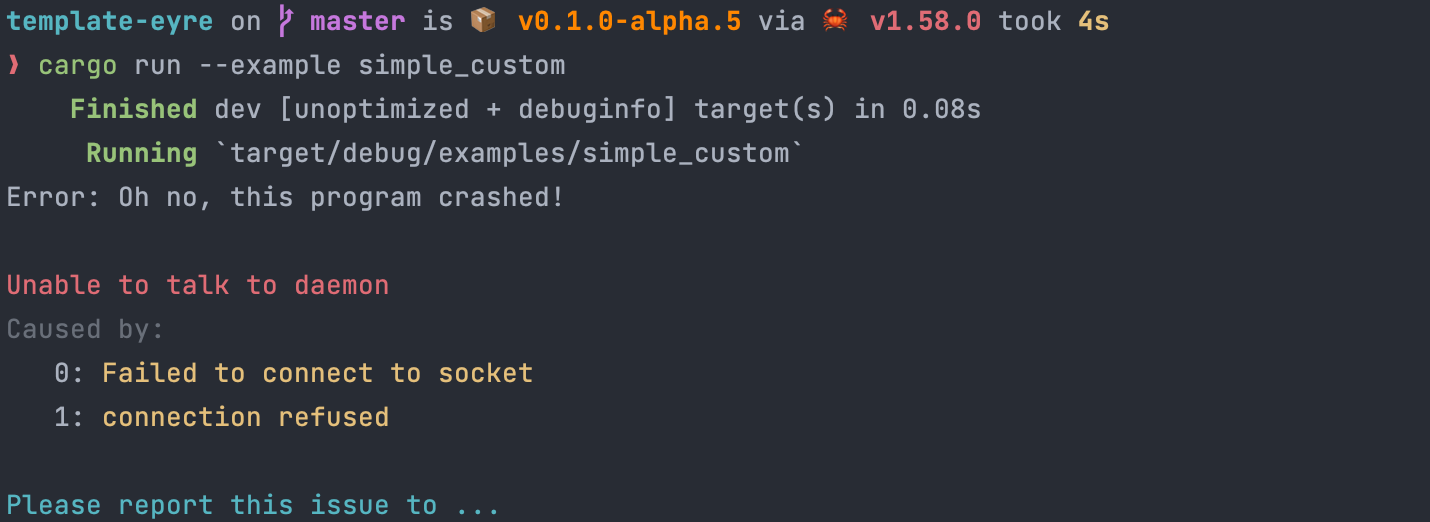 template-eyre on master is 📦 v0.1.0-alpha.5 via 🦀 v1.58.0 took 4s
❱ cargo run --example simple_custom
    Finished dev [unoptimized + debuginfo] target(s) in 0.08s
     Running `target/debug/examples/simple_custom`
Error: Oh no, this program crashed!

Unable to talk to daemon
Caused by:
   0: Failed to connect to socket
   1: connection refused

Please report this issue to ...